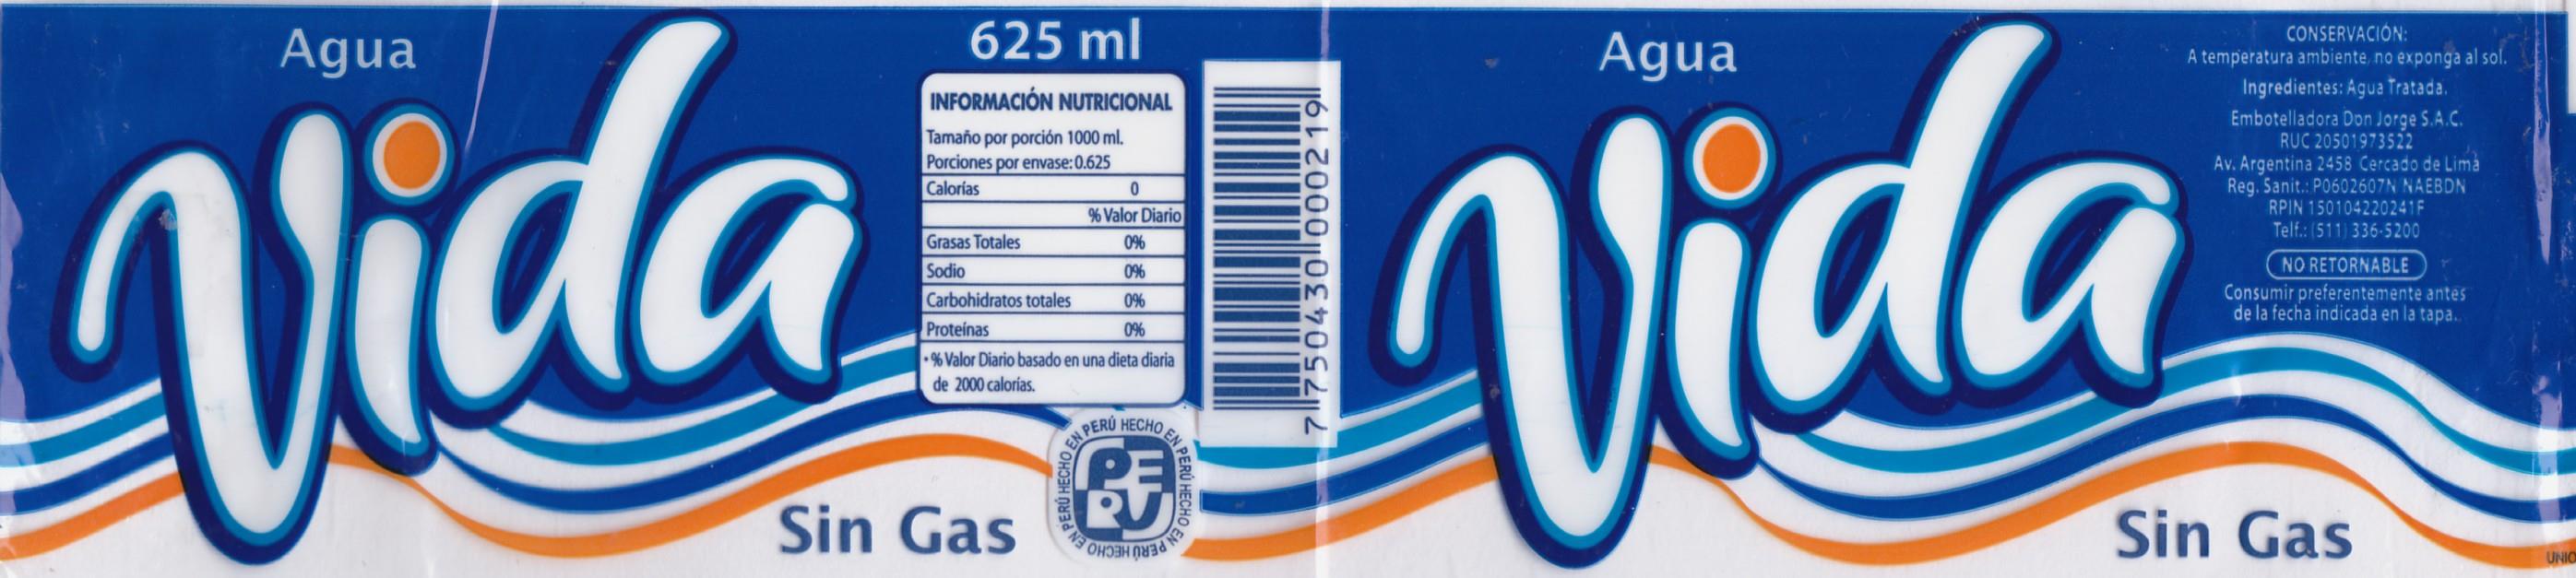 Agua
Vida
Sin Gas
625 ml
INFORMACIÓN NUTRICIONAL
Tamaño por porción 1000 ml.
Porciones por envase: 0.625
Calorías 0
% Valor Diario
Grasas Totales 0%
Sodio 0%
Carbohidratos totales 0%
Proteínas 0%
• % Valor Diario basado en una dieta diaria
de 2000 calorías.
HECHO EN PERÚ HECHO EN PERÚ HECHO EN PERÚ HECHO EN PERÚ
PE
RU
7 750430 000219
Agua
Vida
Sin Gas
CONSERVACIÓN:
A temperatura ambiente, no exponga al sol.
Ingredientes: Agua Tratada.
Embotelladora Don Jorge S.A.C.
RUC 20501973522
Av. Argentina 2458 Cercado de Lima
Reg. Sanit.: P0602607N NAEBDN
RPIN 150104220241F
Telf.: (511) 336-5200
NO RETORNABLE
Consumir preferentemente antes
de la fecha indicada en la tapa.